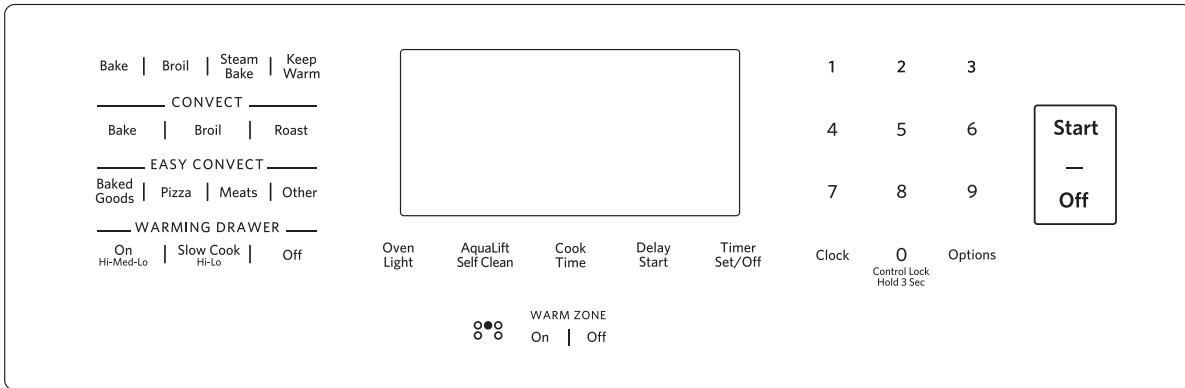 Bake | Broil | Steam Bake | Keep Warm
CONVECT
Bake | Broil | Roast
EASY CONVECT
Baked Goods | Pizza | Meats | Other
WARMING DRAWER
On Hi-Med-Lo | Slow Cook Hi-Lo | Off
Oven Light
AquaLift Self Clean
Cook Time
Delay Start
Timer Set/Off
WARM ZONE
On | Off
1 2 3
4 5 6
7 8 9
Clock 0 Options
Control Lock
Hold 3 Sec
Start
—
Off